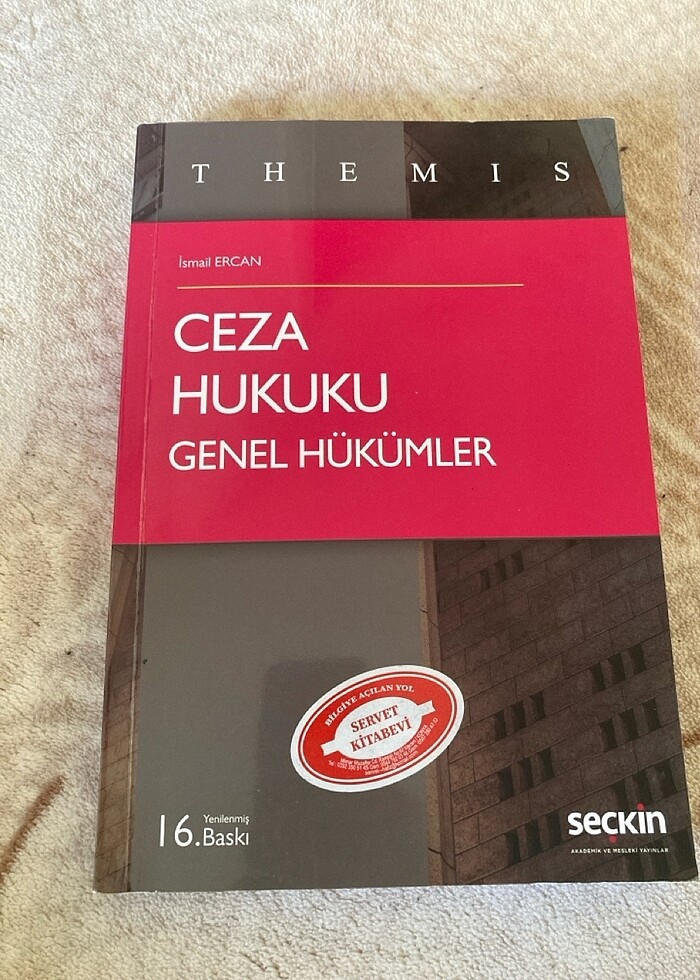 THEMIS
İsmail ERCAN
CEZA
HUKUKU
GENEL HÜKÜMLER
BİLGİYE AÇILAN YOL
SERVET
KİTABEVİ
16. Yenilenmiş
Baskı
seçkin
AKADEMİK VE MESLEKİ YAYINLAR